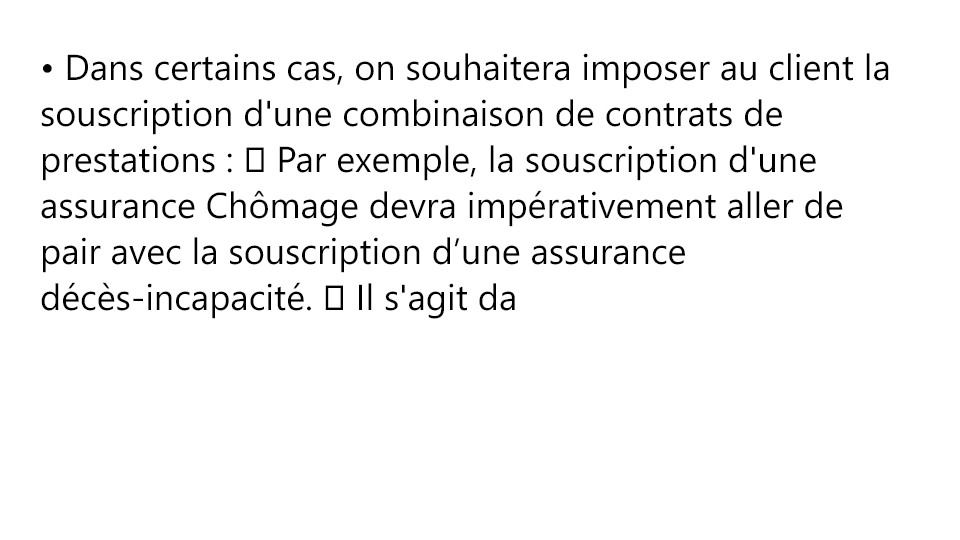 • Dans certains cas, on souhaitera imposer au client la
souscription d'une combinaison de contrats de
prestations :  Par exemple, la souscription d'une
assurance Chômage devra impérativement aller de
pair avec la souscription d’une assurance
décès-incapacité.  Il s'agit da